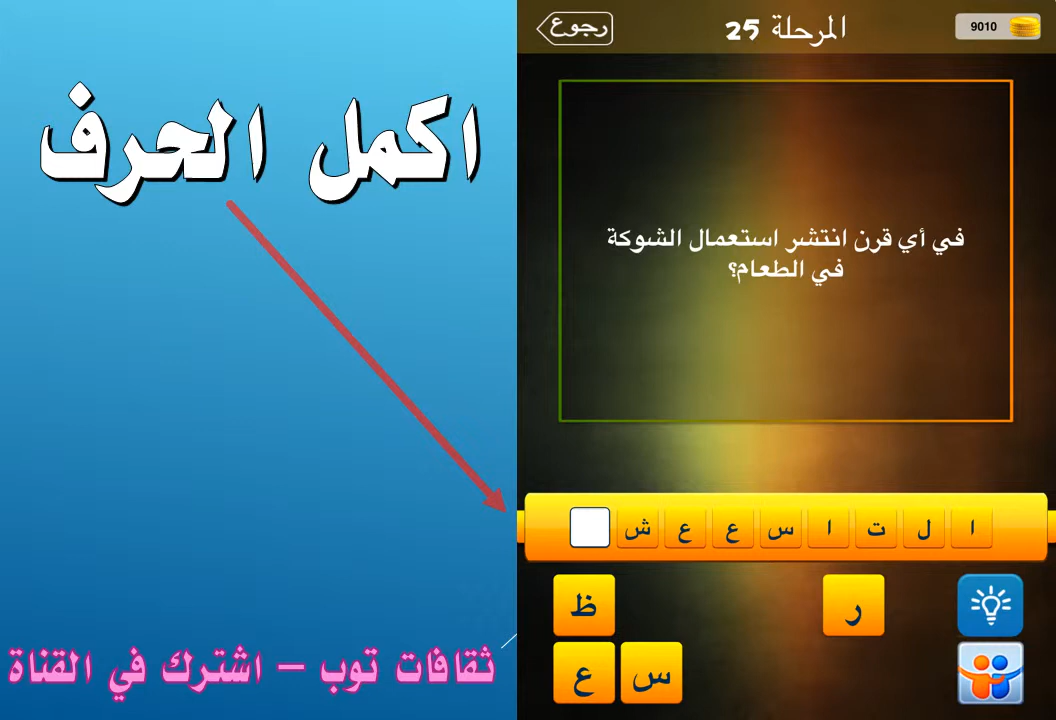 رجوع
المرحلة 25
9010
اكمل الحرف
في أي قرن انتشر استعمال الشوكة
في الطعام؟
ا ل ت ا س ع ع ش
ر ظ
س ع
ثقافات توب – اشترك في القناة